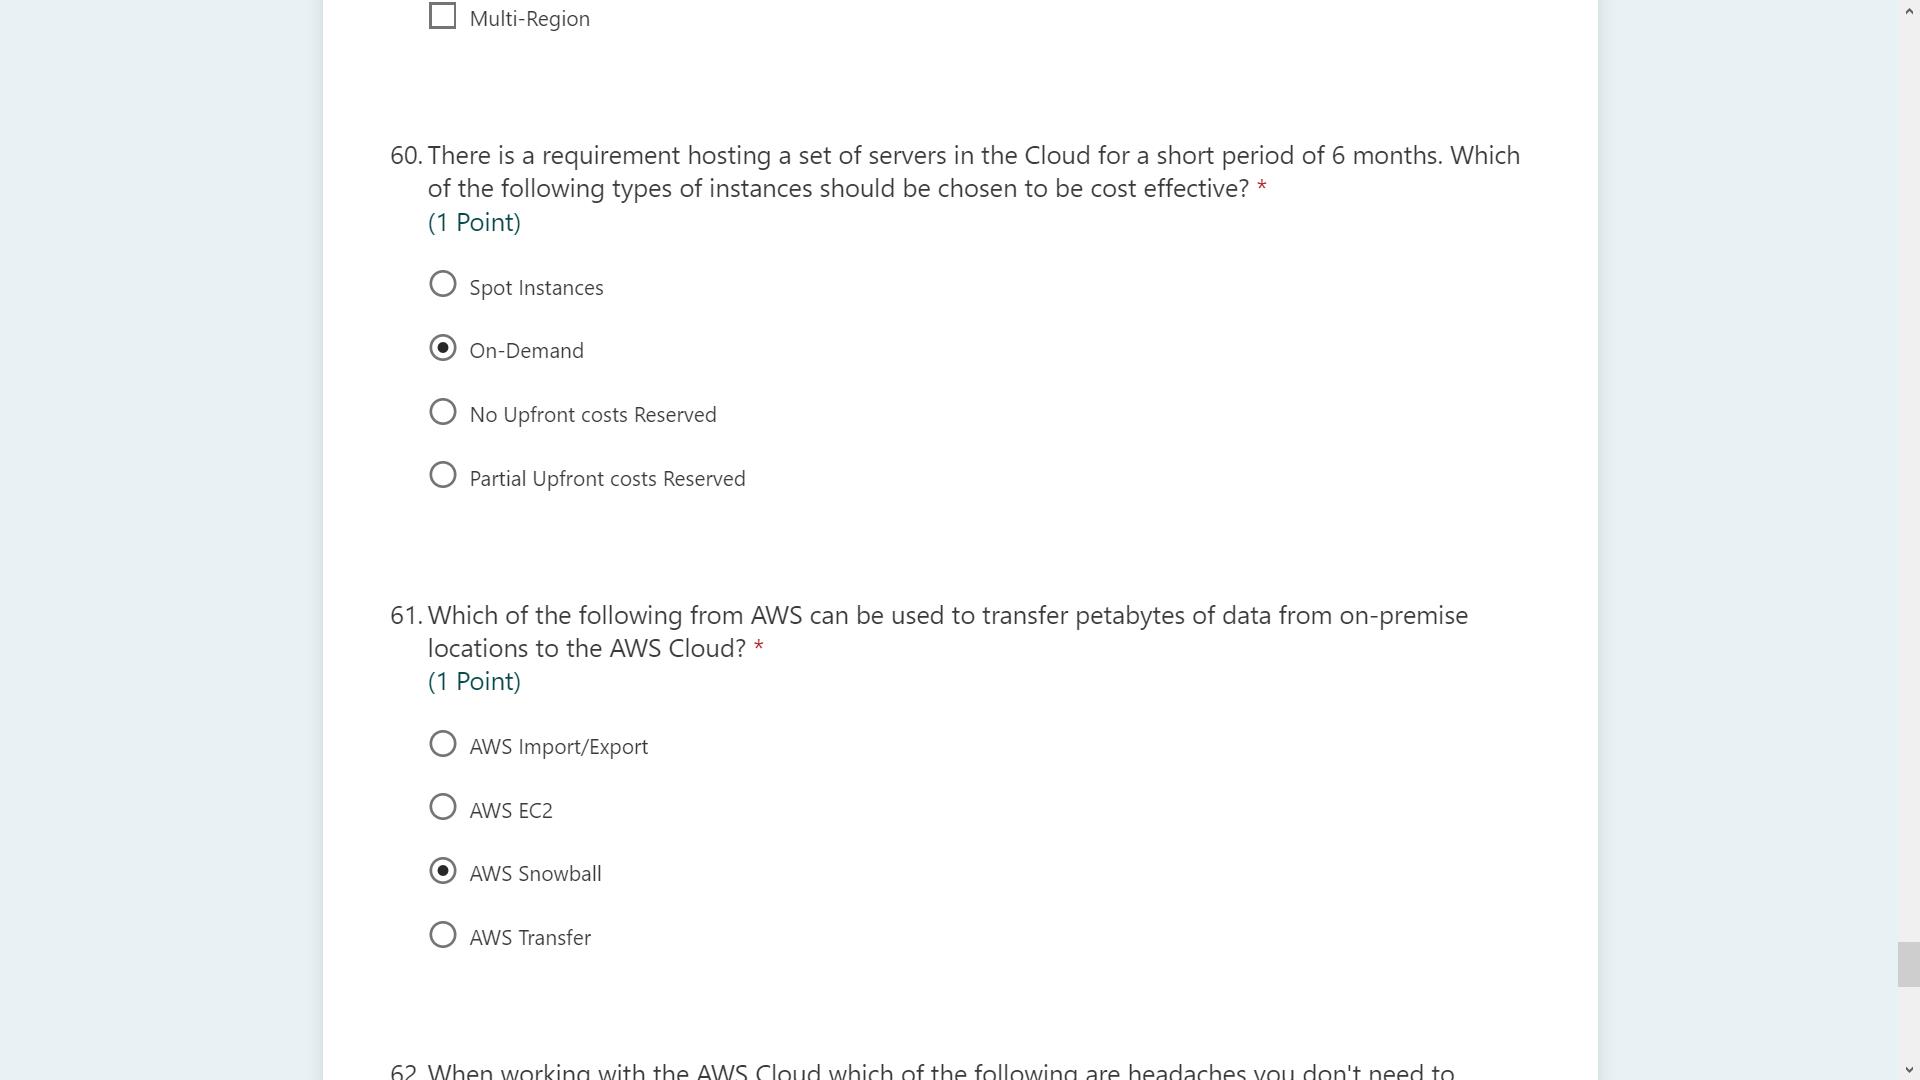 Multi-Region
60. There is a requirement hosting a set of servers in the Cloud for a short period of 6 months. Which
of the following types of instances should be chosen to be cost effective? *
(1 Point)
Spot Instances
On-Demand
No Upfront costs Reserved
Partial Upfront costs Reserved
61. Which of the following from AWS can be used to transfer petabytes of data from on-premise
locations to the AWS Cloud? *
(1 Point)
AWS Import/Export
AWS EC2
AWS Snowball
AWS Transfer
62. When working with the AWS Cloud which of the following are headaches you don't need to